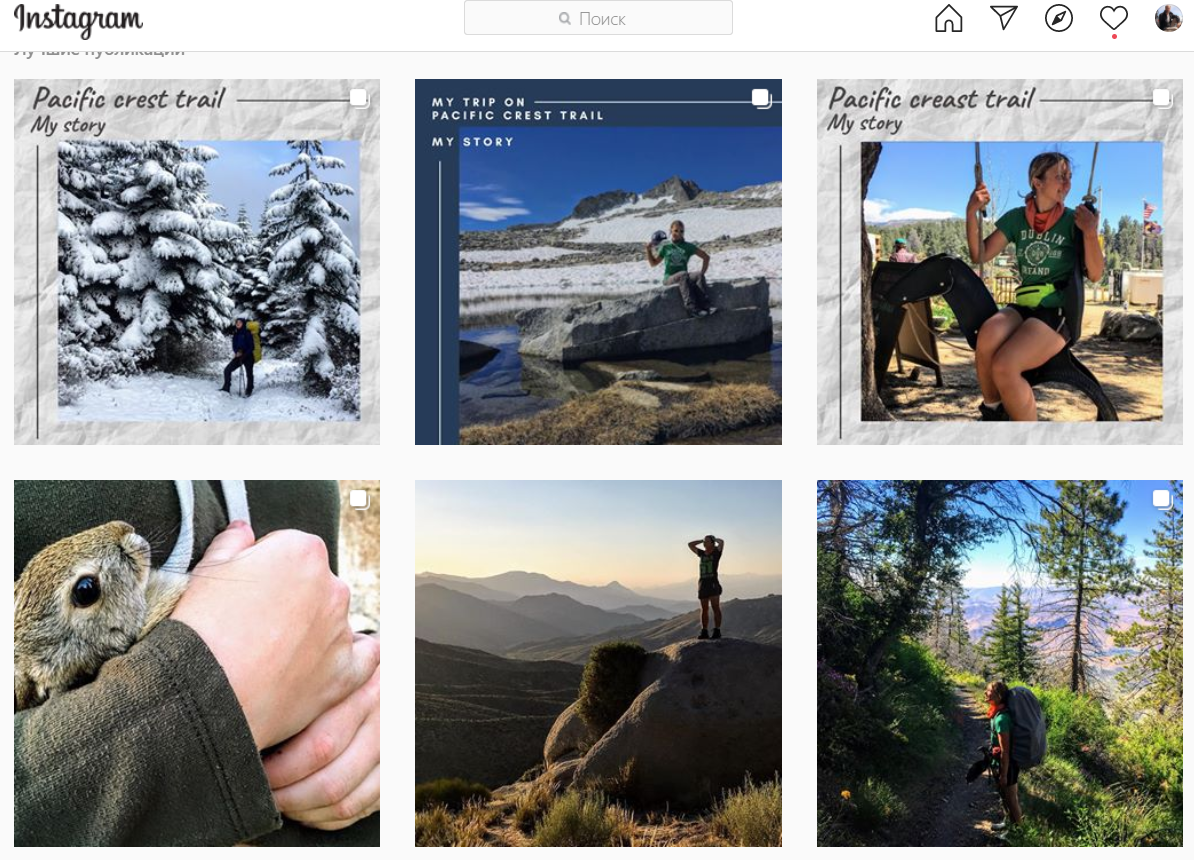 Instagram
Поиск
Лучшие публикации
Pacific crest trail
My story
MY TRIP ON
PACIFIC CREST TRAIL
MY STORY
Pacific creast trail
My story
DUBLIN